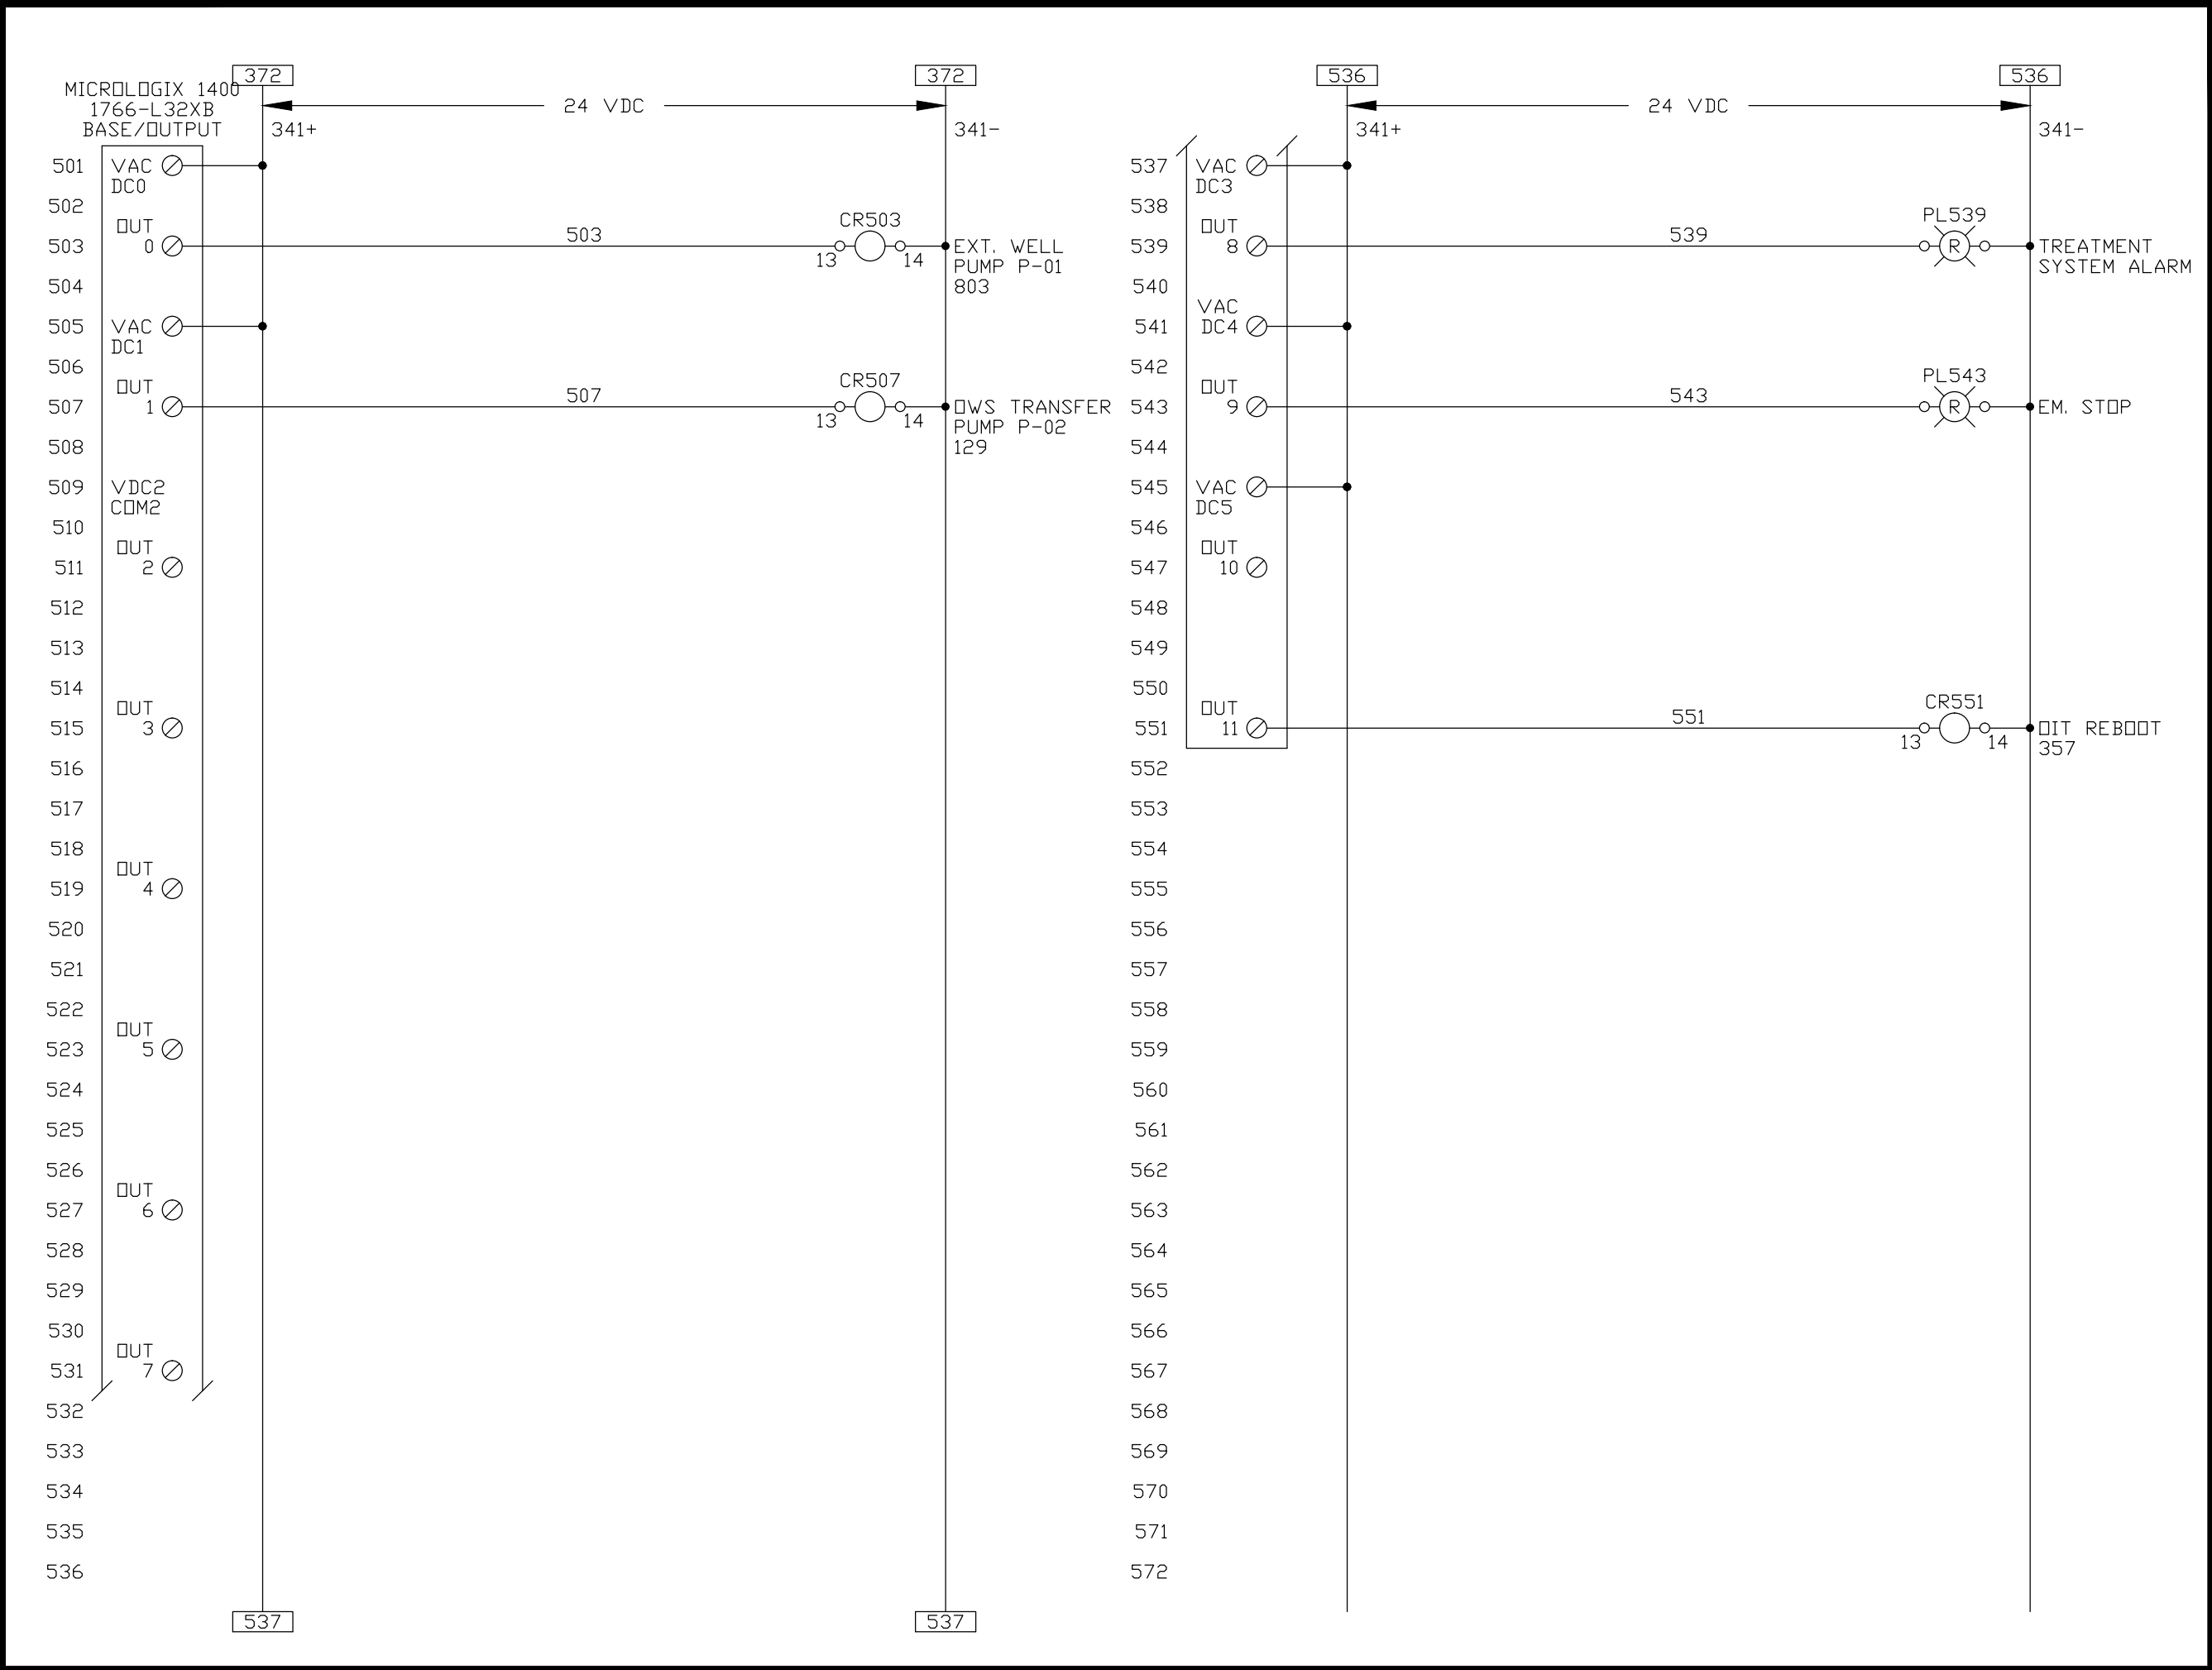 372
372
MICROLOGIX 1400
1766-L32XB
BASE/OUTPUT
24 VDC
341+
341-
501 VAC
DC0
502
OUT
503 0 503 CR503 13 14 EXT. WELL
PUMP P-01
504 803
505 VAC
DC1
506
OUT
507 1 507 CR507 13 14 OWS TRANSFER
PUMP P-02
508 129
509 VDC2
COM2
510
OUT
511 2
512
513
514
OUT
515 3
516
517
518
OUT
519 4
520
521
522
OUT
523 5
524
525
526
OUT
527 6
528
529
530
OUT
531 7
532
533
534
535
536
537
537
536
536
24 VDC
341+
341-
537 VAC
DC3
538
OUT
539 8 539 PL539 R TREATMENT
SYSTEM ALARM
540
VAC
541 DC4
542
OUT
543 9 543 PL543 R EM. STOP
544
545 VAC
DC5
546
OUT
547 10
548
549
550
OUT
551 11 551 CR551 13 14 OIT REBOOT
357
552
553
554
555
556
557
558
559
560
561
562
563
564
565
566
567
568
569
570
571
572